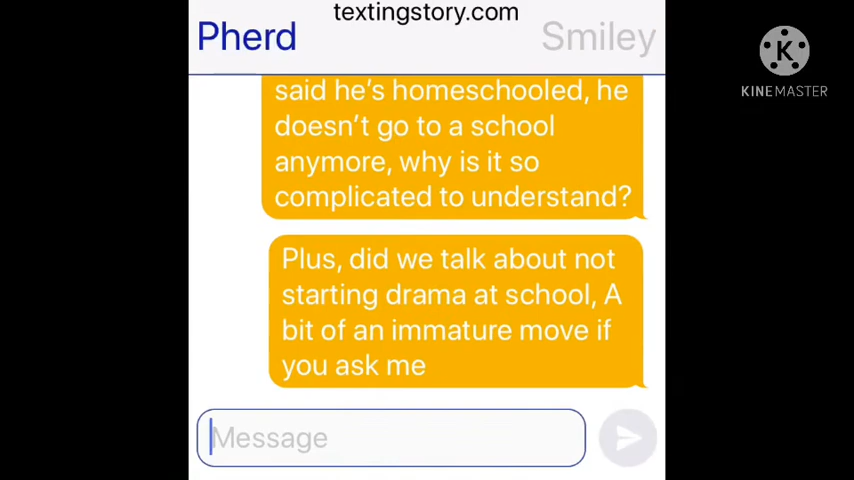 textingstory.com
Pherd
Smiley
KINEMASTER
said he's homeschooled, he
doesn't go to a school
anymore, why is it so
complicated to understand?
Plus, did we talk about not
starting drama at school, A
bit of an immature move if
you ask me
Message